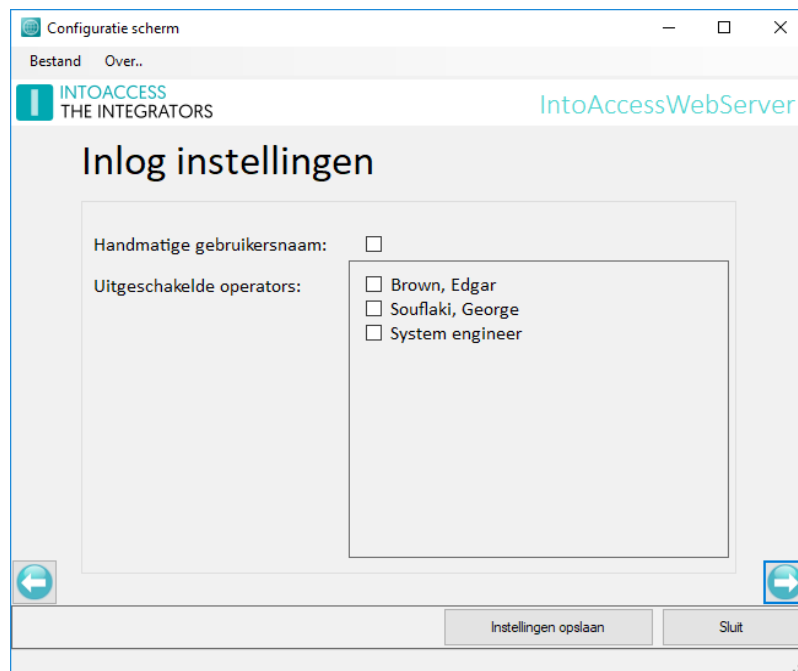 Configuratie scherm
Bestand Over..
INTOACCESS
THE INTEGRATORS
IntoAccessWebServer
Inlog instellingen
Handmatige gebruikersnaam:
Uitgeschakelde operators:
Brown, Edgar
Souflaki, George
System engineer
Instellingen opslaan
Sluit